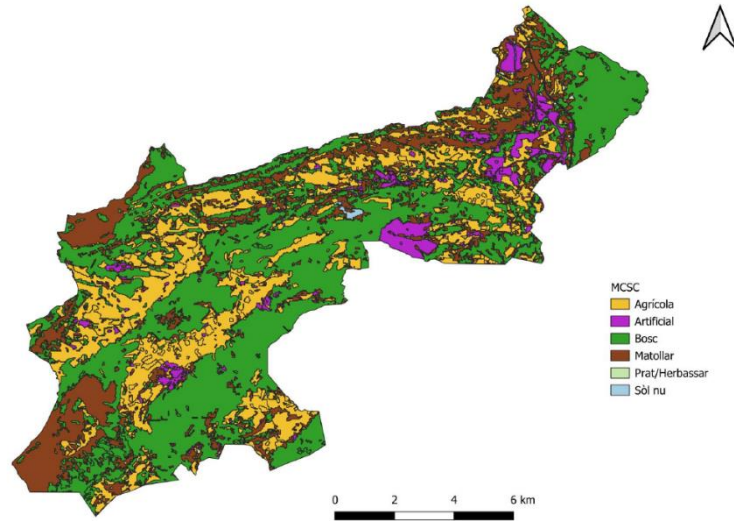 MCSC
Agrícola
Artificial
Bosc
Matollar
Prat/Herbassar
Sòl nu
0 2 4 6 km